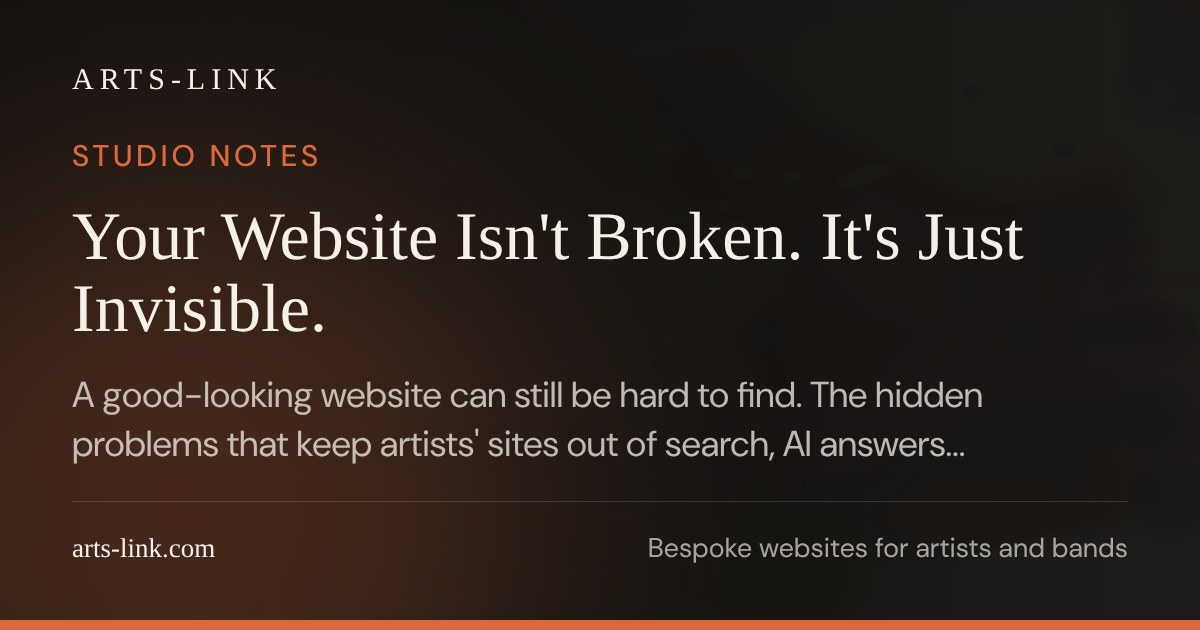 ARTS-LINK
STUDIO NOTES
Your Website Isn't Broken. It's Just
Invisible.
A good-looking website can still be hard to find. The hidden
problems that keep artists' sites out of search, AI answers...
arts-link.com
Bespoke websites for artists and bands